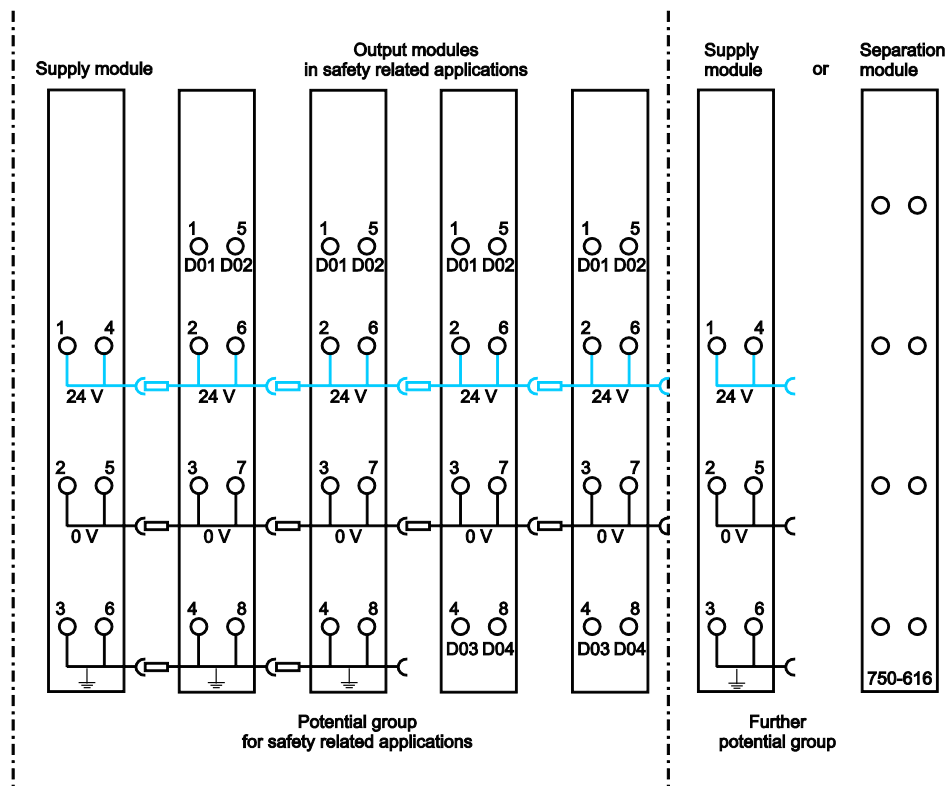 Supply module
Output modules
in safety related applications
Supply
module
or
Separation
module
1 5 1 5 1 5 1 5
D01 D02 D01 D02 D01 D02 D01 D02
1 4 2 6 2 6 2 6 2 6 1 4
24 V 24 V 24 V 24 V 24 V 24 V
2 5 3 7 3 7 3 7 3 7 2 5
0 V 0 V 0 V 0 V 0 V 0 V
3 6 4 8 4 8 4 8 4 8 3 6
D03 D04 D03 D04
750-616
Potential group
for safety related applications
Further
potential group